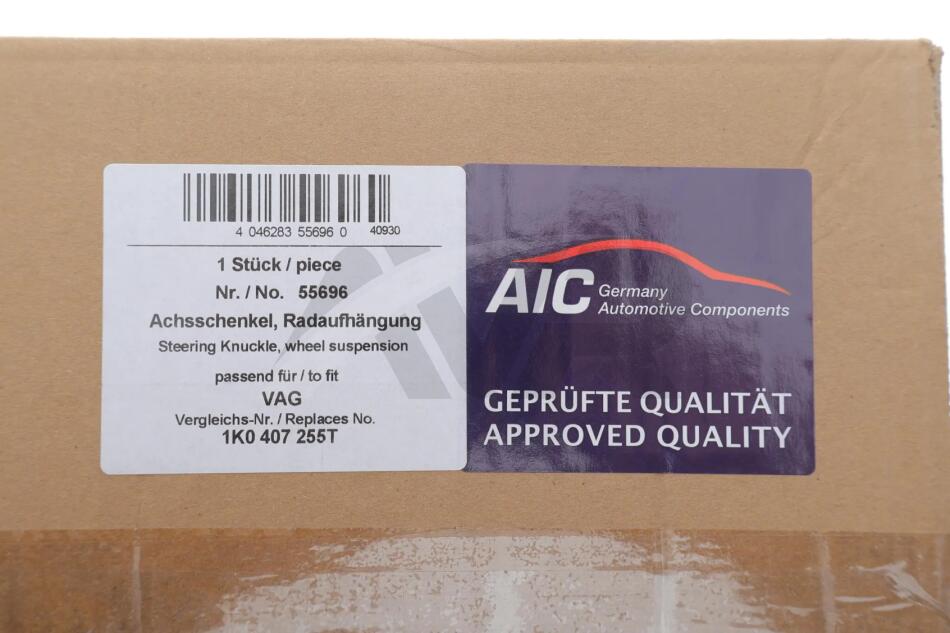 4 046283 55696 0 40930
1 Stück / piece
Nr. / No. 55696
Achsschenkel, Radaufhängung
Steering Knuckle, wheel suspension
passend für / to fit
VAG
Vergleichs-Nr. / Replaces No.
1K0 407 255T
AIC Germany
Automotive Components
GEPRÜFTE QUALITÄT
APPROVED QUALITY